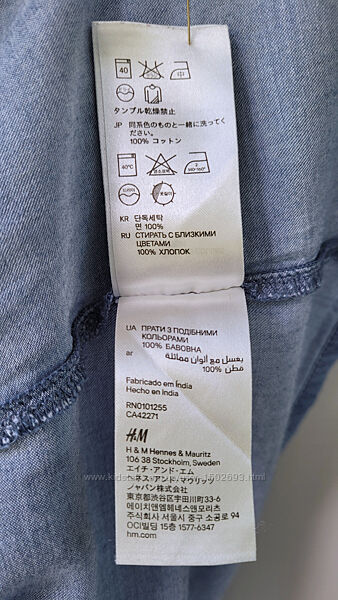 40
中
タンブル乾燥禁止
JP 同系色のものと一緒に洗ってく
ださい。
100% コットン
40℃
2
140-160℃
KR 단독세탁
면 100%
RU СТИРАТЬ С БЛИЗКИМИ
ЦВЕТАМИ
100% ХЛОПОК
UA ПРАТИ З ПОДІБНИМИ
КОЛЬОРАМИ
100% БАВОВНА
ar يغسل مع ألوان مماثلة
100% قطن
Fabricado em Índia
Hecho en India
RN0101255
CA42271
H&M
H & M Hennes & Mauritz
106 38 Stockholm, Sweden
エイチ・アンド・エム
ヘネス・アンド・マウリッツ
ジャパン株式会社
東京都渋谷区宇田川町33-6
에이치앤엠헤네스앤모리츠
주식회사 서울시 중구 소공로 94
OCI빌딩 15층 1577-6347
hm.com